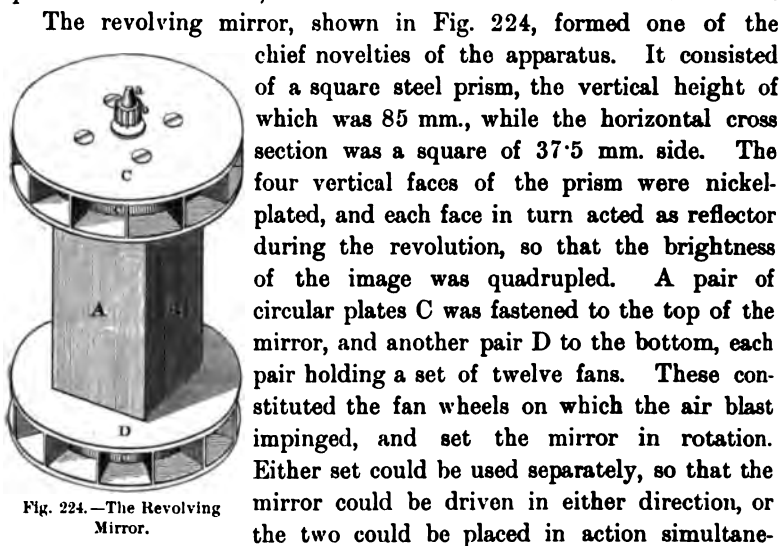 The revolving mirror, shown in Fig. 224, formed one of the
chief novelties of the apparatus. It consisted
of a square steel prism, the vertical height of
which was 85 mm., while the horizontal cross
section was a square of 37·5 mm. side. The
four vertical faces of the prism were nickel-
plated, and each face in turn acted as reflector
during the revolution, so that the brightness
of the image was quadrupled. A pair of
circular plates C was fastened to the top of the
mirror, and another pair D to the bottom, each
pair holding a set of twelve fans. These con-
stituted the fan wheels on which the air blast
impinged, and set the mirror in rotation.
Either set could be used separately, so that the
mirror could be driven in either direction, or
the two could be placed in action simultane-
C
A
D
Fig. 224.—The Revolving
Mirror.